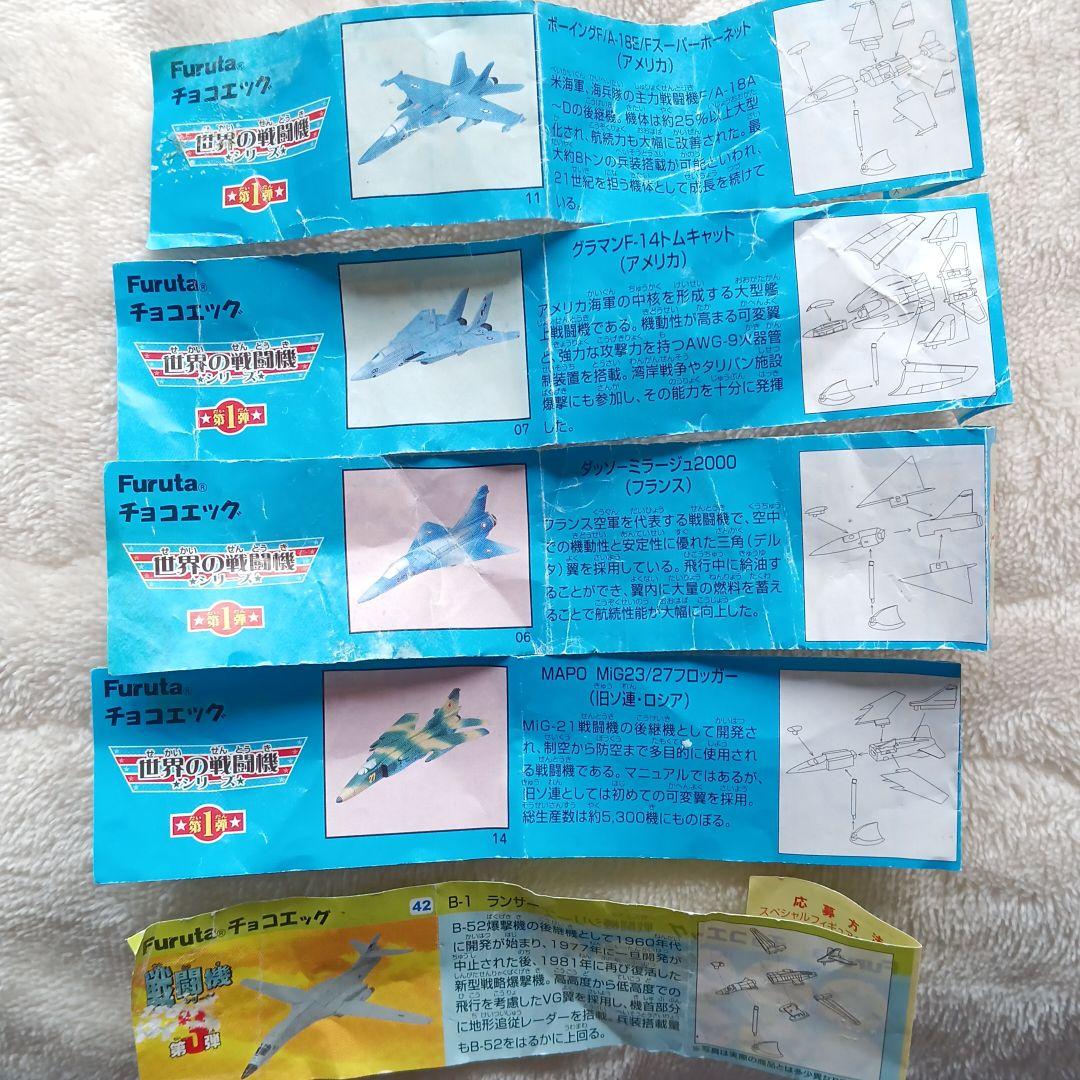 Furuta®
チョコエッグ
世界の戦闘機
★シリーズ★
★第1弾★
11
ボーイングF/A-18E/Fスーパーホーネット
(アメリカ)
米海軍、海兵隊の主力戦闘機F/A-18A
〜Dの後継機。機体は約25%以上大型
化され、航続力も大幅に改善された。最
大約8トンの兵装搭載が可能といわれ、
21世紀を担う機体として成長を続けて
いる。
Furuta®
チョコエッグ
世界の戦闘機
★シリーズ★
★第1弾★
07
グラマンF-14トムキャット
(アメリカ)
アメリカ海軍の中核を形成する大型艦
上戦闘機である。機動性が高まる可変翼
と、強力な攻撃力を持つAWG-9火器管
制装置を搭載。湾岸戦争やタリバン施設
爆撃にも参加し、その能力を十分に発揮
した。
Furuta®
チョコエッグ
世界の戦闘機
★シリーズ★
★第1弾★
06
ダッソーミラージュ2000
(フランス)
フランス空軍を代表する戦闘機で、空中
での機動性と安定性に優れた三角(デル
タ)翼を採用している。飛行中に給油す
ることができ、翼内に大量の燃料を蓄え
ることで航続性能が大幅に向上した。
Furuta®
チョコエッグ
世界の戦闘機
★シリーズ★
★第1弾★
14
MAPO MiG23/27フロッガー
(旧ソ連・ロシア)
MiG-21戦闘機の後継機として開発さ
れ、制空から防空まで多目的に使用され
る戦闘機である。マニュアルではあるが、
旧ソ連としては初めての可変翼を採用。
総生産数は約5,300機にものぼる。
Furuta®チョコエッグ
戦闘機
第3弾
42
B-1 ランサー
B-52爆撃機の後継機として1960年代
に開発が始まり、1977年に一旦開発が
中止された後、1981年に再び復活した
新型戦略爆撃機。高高度から低高度での
飛行を考慮したVG翼を採用し、機首部分
に地形追従レーダーを搭載。兵装搭載量
もB-52をはるかに上回る。
応募方法
スペシャルフィギュア
※写真は実際の商品とは多少異な